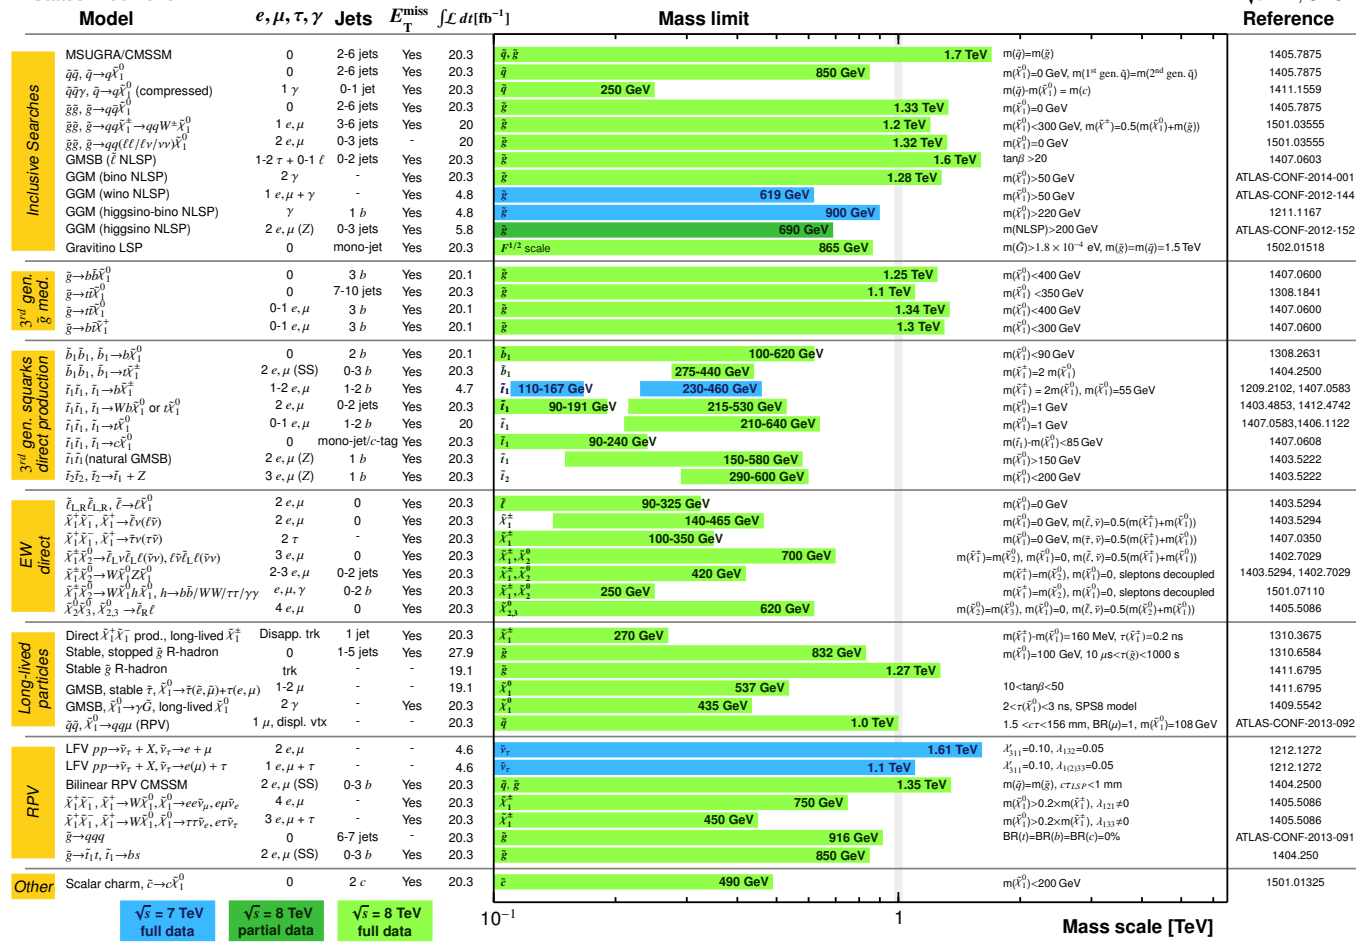 Model e, μ, τ, γ Jets E_T^miss ∫L dt[fb⁻¹] Mass limit Reference
Inclusive Searches
MSUGRA/CMSSM 0 2-6 jets Yes 20.3 q̃, g̃ 1.7 TeV m(q̃)=m(g̃) 1405.7875
q̃q̃, q̃→qχ̃₁⁰ 0 2-6 jets Yes 20.3 q̃ 850 GeV m(χ̃₁⁰)=0 GeV, m(1ˢᵗ gen. q̃)=m(2ⁿᵈ gen. q̃) 1405.7875
q̃q̃γ, q̃→qχ̃₁⁰ (compressed) 1 γ 0-1 jet Yes 20.3 q̃ 250 GeV m(q̃)-m(χ̃₁⁰) = m(c) 1411.1559
g̃g̃, g̃→qq̄χ̃₁⁰ 0 2-6 jets Yes 20.3 g̃ 1.33 TeV m(χ̃₁⁰)=0 GeV 1405.7875
g̃g̃, g̃→qqχ̃₁±→qqW±χ̃₁⁰ 1 e, μ 3-6 jets Yes 20 g̃ 1.2 TeV m(χ̃₁⁰)<300 GeV, m(χ̃±)=0.5(m(χ̃₁⁰)+m(g̃)) 1501.03555
g̃g̃, g̃→qq(ℓℓ/ℓν/νν)χ̃₁⁰ 2 e, μ 0-3 jets - 20 g̃ 1.32 TeV m(χ̃₁⁰)=0 GeV 1501.03555
GMSB (ℓ̃ NLSP) 1-2 τ + 0-1 ℓ 0-2 jets Yes 20.3 g̃ 1.6 TeV tanβ >20 1407.0603
GGM (bino NLSP) 2 γ - Yes 20.3 g̃ 1.28 TeV m(χ̃₁⁰)>50 GeV ATLAS-CONF-2014-001
GGM (wino NLSP) 1 e, μ + γ - Yes 4.8 g̃ 619 GeV m(χ̃₁⁰)>50 GeV ATLAS-CONF-2012-144
GGM (higgsino-bino NLSP) γ 1 b Yes 4.8 g̃ 900 GeV m(χ̃₁⁰)>220 GeV 1211.1167
GGM (higgsino NLSP) 2 e, μ (Z) 0-3 jets Yes 5.8 g̃ 690 GeV m(NLSP)>200 GeV ATLAS-CONF-2012-152
Gravitino LSP 0 mono-jet Yes 20.3 F^1/2 scale 865 GeV m(G̃)>1.8 × 10⁻⁴ eV, m(g̃)=m(q̃)=1.5 TeV 1502.01518
3rd gen. g̃ med.
g̃→bb̄χ̃₁⁰ 0 3 b Yes 20.1 g̃ 1.25 TeV m(χ̃₁⁰)<400 GeV 1407.0600
g̃→tt̄χ̃₁⁰ 0 7-10 jets Yes 20.3 g̃ 1.1 TeV m(χ̃₁⁰) <350 GeV 1308.1841
g̃→tt̄χ̃₁⁰ 0-1 e, μ 3 b Yes 20.1 g̃ 1.34 TeV m(χ̃₁⁰)<400 GeV 1407.0600
g̃→bt̄χ̃₁⁺ 0-1 e, μ 3 b Yes 20.1 g̃ 1.3 TeV m(χ̃₁⁰)<300 GeV 1407.0600
3rd gen. squarks direct production
b̃₁b̃₁, b̃₁→bχ̃₁⁰ 0 2 b Yes 20.1 b̃₁ 100-620 GeV m(χ̃₁⁰)<90 GeV 1308.2631
b̃₁b̃₁, b̃₁→tχ̃₁± 2 e, μ (SS) 0-3 b Yes 20.3 b̃₁ 275-440 GeV m(χ̃₁±)=2 m(χ̃₁⁰) 1404.2500
t̃₁t̃₁, t̃₁→bχ̃₁± 1-2 e, μ 1-2 b Yes 4.7 t̃₁ 110-167 GeV 230-460 GeV m(χ̃₁±) = 2m(χ̃₁⁰), m(χ̃₁⁰)=55 GeV 1209.2102, 1407.0583
t̃₁t̃₁, t̃₁→Wbχ̃₁⁰ or tχ̃₁⁰ 2 e, μ 0-2 jets Yes 20.3 t̃₁ 90-191 GeV 215-530 GeV m(χ̃₁⁰)=1 GeV 1403.4853, 1412.4742
t̃₁t̃₁, t̃₁→tχ̃₁⁰ 0-1 e, μ 1-2 b Yes 20 t̃₁ 210-640 GeV m(χ̃₁⁰)=1 GeV 1407.0583,1406.1122
t̃₁t̃₁, t̃₁→cχ̃₁⁰ 0 mono-jet/c-tag Yes 20.3 t̃₁ 90-240 GeV m(t̃₁)-m(χ̃₁⁰)<85 GeV 1407.0608
t̃₁t̃₁(natural GMSB) 2 e, μ (Z) 1 b Yes 20.3 t̃₁ 150-580 GeV m(χ̃₁⁰)>150 GeV 1403.5222
t̃₂t̃₂, t̃₂→t̃₁ + Z 3 e, μ (Z) 1 b Yes 20.3 t̃₂ 290-600 GeV m(χ̃₁⁰)<200 GeV 1403.5222
EW direct
ℓ̃L,Rℓ̃L,R, ℓ̃→ℓχ̃₁⁰ 2 e, μ 0 Yes 20.3 ℓ̃ 90-325 GeV m(χ̃₁⁰)=0 GeV 1403.5294
χ̃₁⁺χ̃₁⁻, χ̃₁⁺→ℓ̃ν(ℓν̃) 2 e, μ 0 Yes 20.3 χ̃₁± 140-465 GeV m(χ̃₁⁰)=0 GeV, m(ℓ̃, ν̃)=0.5(m(χ̃₁±)+m(χ̃₁⁰)) 1403.5294
χ̃₁⁺χ̃₁⁻, χ̃₁⁺→τ̃ν(τν̃) 2 τ - Yes 20.3 χ̃₁± 100-350 GeV m(χ̃₁⁰)=0 GeV, m(τ̃, ν̃)=0.5(m(χ̃₁±)+m(χ̃₁⁰)) 1407.0350
χ̃₁±χ̃₂⁰→ℓ̃Lνℓ̃Lℓ(ν̃ν), ℓν̃ℓ̃Lℓ(ν̃ν) 3 e, μ 0 Yes 20.3 χ̃₁±, χ̃₂⁰ 700 GeV m(χ̃₁±)=m(χ̃₂⁰), m(χ̃₁⁰)=0, m(ℓ̃, ν̃)=0.5(m(χ̃₁±)+m(χ̃₁⁰)) 1402.7029
χ̃₁±χ̃₂⁰→Wχ̃₁⁰Zχ̃₁⁰ 2-3 e, μ 0-2 jets Yes 20.3 χ̃₁±, χ̃₂⁰ 420 GeV m(χ̃₁±)=m(χ̃₂⁰), m(χ̃₁⁰)=0, sleptons decoupled 1403.5294, 1402.7029
χ̃₁±χ̃₂⁰→Wχ̃₁⁰hχ̃₁⁰, h→bb̄/WW/ττ/γγ e, μ, γ 0-2 b Yes 20.3 χ̃₁±, χ̃₂⁰ 250 GeV m(χ̃₁±)=m(χ̃₂⁰), m(χ̃₁⁰)=0, sleptons decoupled 1501.07110
χ̃₂⁰χ̃₃⁰, χ̃₂,₃⁰→ℓ̃Rℓ 4 e, μ 0 Yes 20.3 χ̃₂,₃⁰ 620 GeV m(χ̃₂⁰)=m(χ̃₃⁰), m(χ̃₁⁰)=0, m(ℓ̃, ν̃)=0.5(m(χ̃₂⁰)+m(χ̃₁⁰)) 1405.5086
Long-lived particles
Direct χ̃₁⁺χ̃₁⁻ prod., long-lived χ̃₁± Disapp. trk 1 jet Yes 20.3 χ̃₁± 270 GeV m(χ̃₁±)-m(χ̃₁⁰)=160 MeV, τ(χ̃₁±)=0.2 ns 1310.3675
Stable, stopped g̃ R-hadron 0 1-5 jets Yes 27.9 g̃ 832 GeV m(χ̃₁⁰)=100 GeV, 10 μs<τ(g̃)<1000 s 1310.6584
Stable g̃ R-hadron trk - - 19.1 g̃ 1.27 TeV 1411.6795
GMSB, stable τ̃, χ̃₁⁰→τ̃(ẽ, μ̃)+τ(e, μ) 1-2 μ - - 19.1 χ̃₁⁰ 537 GeV 10<tanβ<50 1411.6795
GMSB, χ̃₁⁰→γG̃, long-lived χ̃₁⁰ 2 γ - Yes 20.3 χ̃₁⁰ 435 GeV 2<τ(χ̃₁⁰)<3 ns, SPS8 model 1409.5542
q̃q̃, χ̃₁⁰→qqμ (RPV) 1 μ, displ. vtx - - 20.3 q̃ 1.0 TeV 1.5 <cτ<156 mm, BR(μ)=1, m(χ̃₁⁰)=108 GeV ATLAS-CONF-2013-092
RPV
LFV pp→ν̃τ + X, ν̃τ→e + μ 2 e, μ - - 4.6 ν̃τ 1.61 TeV λ′₃₁₁=0.10, λ₁₃₂=0.05 1212.1272
LFV pp→ν̃τ + X, ν̃τ→e(μ) + τ 1 e, μ + τ - - 4.6 ν̃τ 1.1 TeV λ′₃₁₁=0.10, λ₁₍₂₎₃₃=0.05 1212.1272
Bilinear RPV CMSSM 2 e, μ (SS) 0-3 b Yes 20.3 q̃, g̃ 1.35 TeV m(q̃)=m(g̃), cτLSP<1 mm 1404.2500
χ̃₁⁺χ̃₁⁻, χ̃₁⁺→Wχ̃₁⁰, χ̃₁⁰→eeν̃μ, eμν̃e 4 e, μ - Yes 20.3 χ̃₁± 750 GeV m(χ̃₁⁰)>0.2×m(χ̃₁±), λ₁₂₁≠0 1405.5086
χ̃₁⁺χ̃₁⁻, χ̃₁⁺→Wχ̃₁⁰, χ̃₁⁰→ττν̃e, eτν̃τ 3 e, μ + τ - Yes 20.3 χ̃₁± 450 GeV m(χ̃₁⁰)>0.2×m(χ̃₁±), λ₁₃₃≠0 1405.5086
g̃→qqq 0 6-7 jets - 20.3 g̃ 916 GeV BR(t)=BR(b)=BR(c)=0% ATLAS-CONF-2013-091
g̃→t̃₁t, t̃₁→bs 2 e, μ (SS) 0-3 b Yes 20.3 g̃ 850 GeV 1404.250
Other
Scalar charm, c̃→cχ̃₁⁰ 0 2 c Yes 20.3 c̃ 490 GeV m(χ̃₁⁰)<200 GeV 1501.01325
10⁻¹ 1 Mass scale [TeV]
√s = 7 TeV full data
√s = 8 TeV partial data
√s = 8 TeV full data